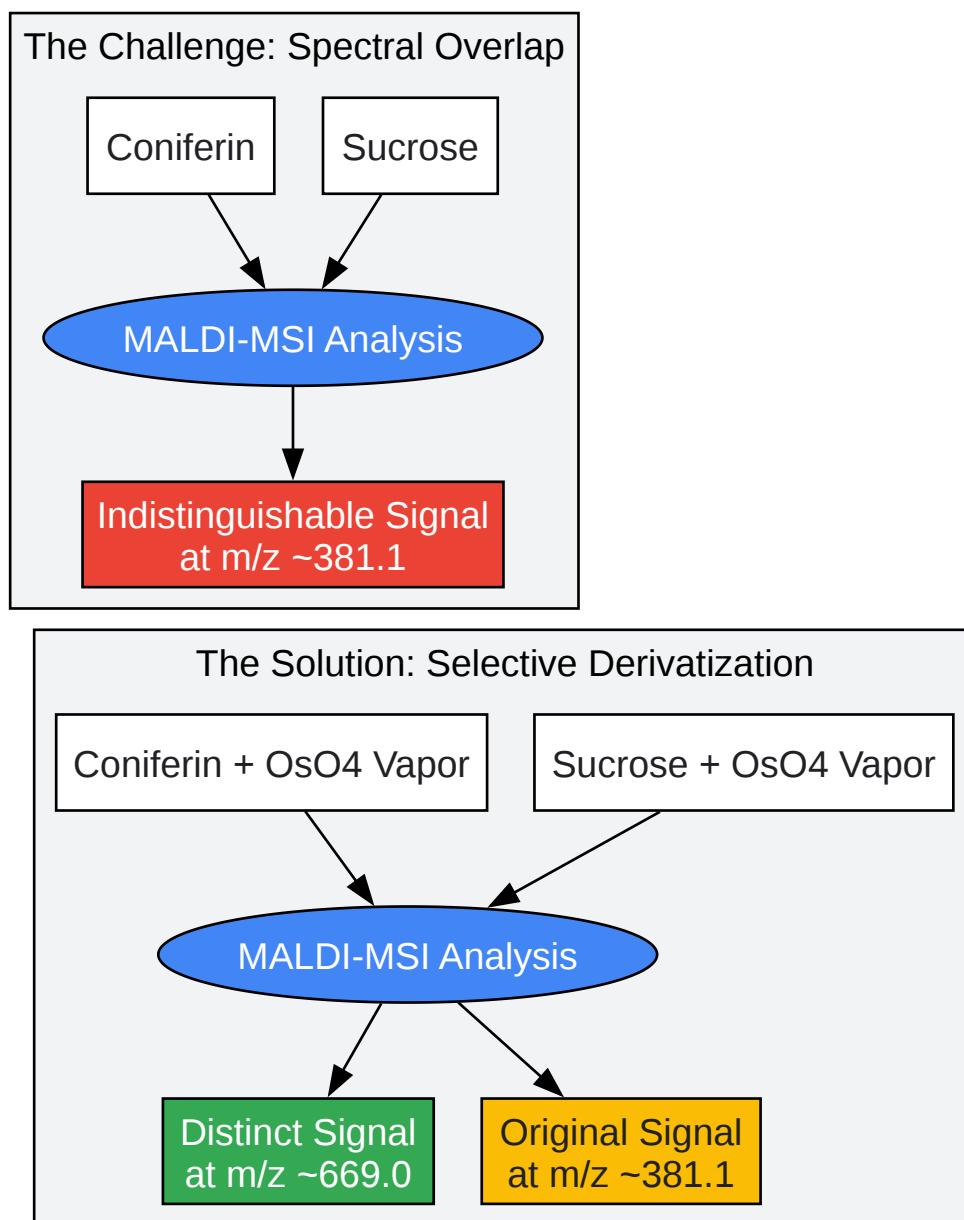 The Challenge: Spectral Overlap
Coniferin
Sucrose
MALDI-MSI Analysis
Indistinguishable Signal
at m/z ~381.1
The Solution: Selective Derivatization
Coniferin + OsO4 Vapor
Sucrose + OsO4 Vapor
MALDI-MSI Analysis
Distinct Signal
at m/z ~669.0
Original Signal
at m/z ~381.1